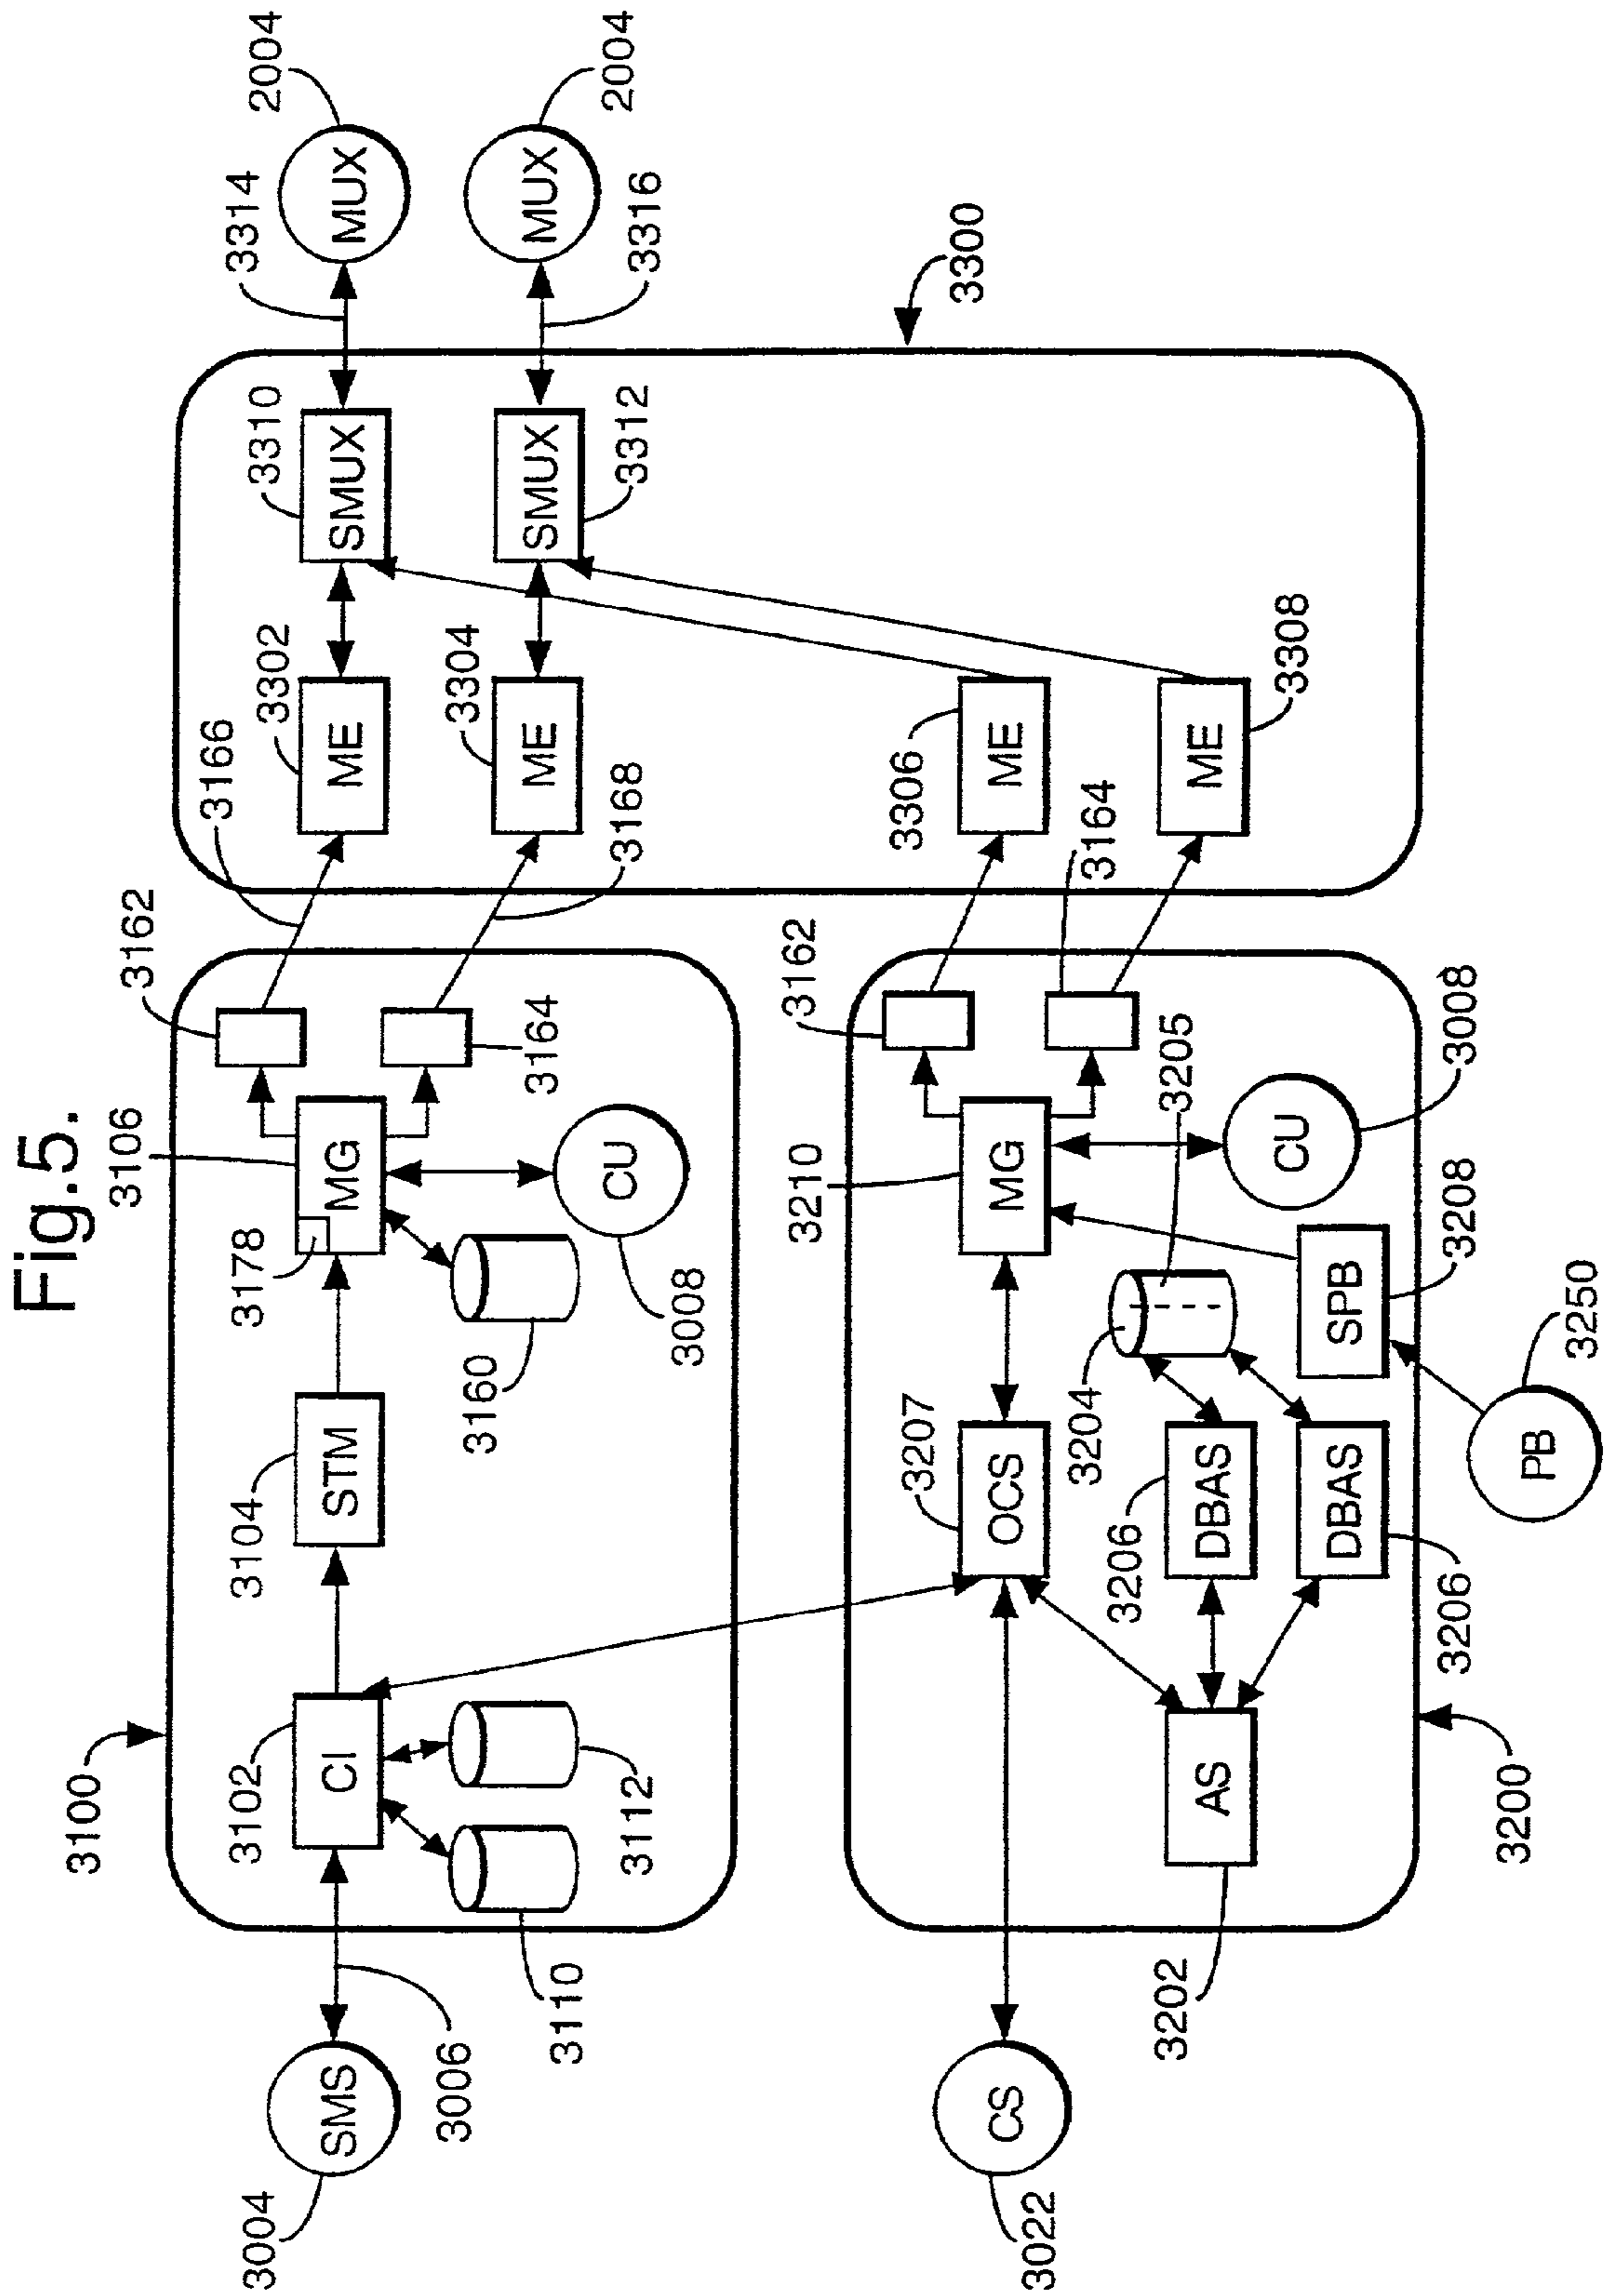 Fig.5.
3100
3106
3162
3166
3102
3104
3178
3302
3310
3314
2004
3004
SMS
CI
STM
MG
ME
SMUX
MUX
3006
3110
3112
3160
3008
CU
3164
3168
3304
ME
SMUX
3312
3316
MUX
2004
3207
3210
3162
3306
3300
3022
CS
OCS
MG
ME
3204
3205
3164
3206
3202
AS
DBAS
DBAS
3206
SPB
3208
CU
3008
ME
3308
3200
PB
3250